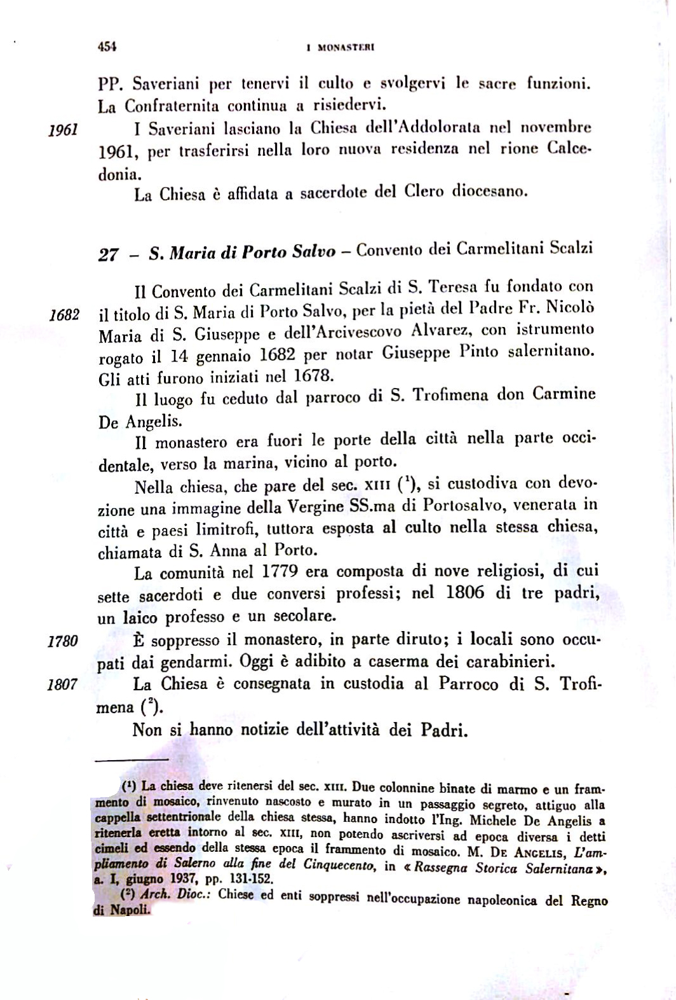 454 I MONASTERI
PP. Saveriani per tenervi il culto e svolgervi le sacre funzioni.
La Confraternita continua a risiedervi.
1961 I Saveriani lasciano la Chiesa dell'Addolorata nel novembre
1961, per trasferirsi nella loro nuova residenza nel rione Calce-
donia.
La Chiesa è affidata a sacerdote del Clero diocesano.
27 – S. Maria di Porto Salvo – Convento dei Carmelitani Scalzi
Il Convento dei Carmelitani Scalzi di S. Teresa fu fondato con
1682 il titolo di S. Maria di Porto Salvo, per la pietà del Padre Fr. Nicolò
Maria di S. Giuseppe e dell'Arcivescovo Alvarez, con istrumento
rogato il 14 gennaio 1682 per notar Giuseppe Pinto salernitano.
Gli atti furono iniziati nel 1678.
Il luogo fu ceduto dal parroco di S. Trofimena don Carmine
De Angelis.
Il monastero era fuori le porte della città nella parte occi-
dentale, verso la marina, vicino al porto.
Nella chiesa, che pare del sec. XIII (¹), si custodiva con devo-
zione una immagine della Vergine SS.ma di Portosalvo, venerata in
città e paesi limitrofi, tuttora esposta al culto nella stessa chiesa,
chiamata di S. Anna al Porto.
La comunità nel 1779 era composta di nove religiosi, di cui
sette sacerdoti e due conversi professi; nel 1806 di tre padri,
un laico professo e un secolare.
1780 È soppresso il monastero, in parte diruto; i locali sono occu-
pati dai gendarmi. Oggi è adibito a caserma dei carabinieri.
1807 La Chiesa è consegnata in custodia al Parroco di S. Trofi-
mena (²).
Non si hanno notizie dell'attività dei Padri.
(¹) La chiesa deve ritenersi del sec. XIII. Due colonnine binate di marmo e un fram-
mento di mosaico, rinvenuto nascosto e murato in un passaggio segreto, attiguo alla
cappella settentrionale della chiesa stessa, hanno indotto l'Ing. Michele De Angelis a
ritenerla eretta intorno al sec. XIII, non potendo ascriversi ad epoca diversa i detti
cimeli ed essendo della stessa epoca il frammento di mosaico. M. DE ANGELIS, L'am-
pliamento di Salerno alla fine del Cinquecento, in « Rassegna Storica Salernitana »,
a. I, giugno 1937, pp. 131-152.
(²) Arch. Dioc.: Chiese ed enti soppressi nell'occupazione napoleonica del Regno
di Napoli.